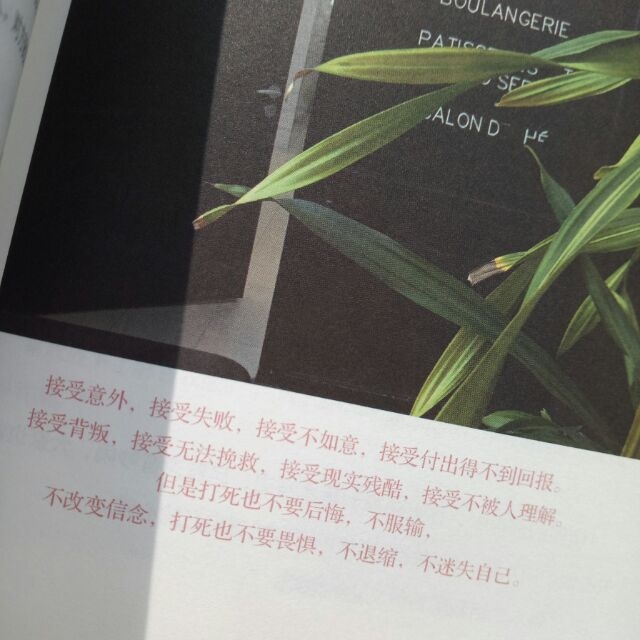 BOULANGERIE
SALON D HÉ
接受意外，接受失败，接受不如意，接受付出得不到回报。
接受背叛，接受无法挽救，接受现实残酷，接受不被人理解。
但是打死也不要后悔，不服输，
不改变信念，打死也不要畏惧，不退缩，不迷失自己。